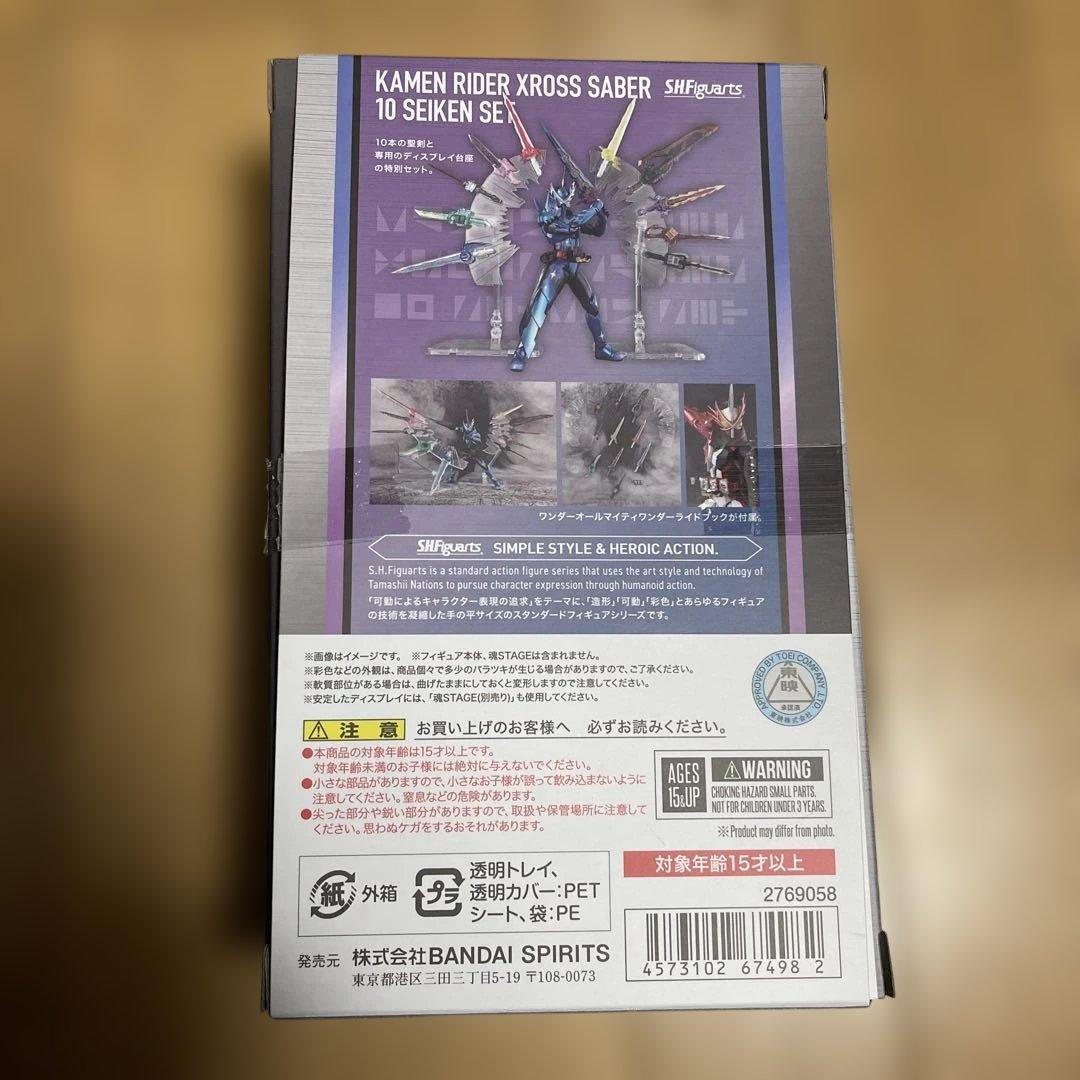 KAMEN RIDER XROSS SABER
10 SEIKEN SET
S.H.Figuarts
10本の聖剣と
専用のディスプレイ台座
の特別セット。
ワンダーオールマイティワンダーライドブックが付属。
S.H.Figuarts SIMPLE STYLE & HEROIC ACTION.
S.H.Figuarts is a standard action figure series that uses the art style and technology of
Tamashii Nations to pursue character expression through humanoid action.
「可動によるキャラクター表現の追求」をテーマに、「造形」「可動」「彩色」とあらゆるフィギュア
の技術を凝縮した手の平サイズのスタンダードフィギュアシリーズです。
※画像はイメージです。 ※フィギュア本体、魂STAGEは含まれません。
※彩色などの外観は、商品個々で多少のバラツキが生じる場合がありますので、ご了承ください。
※軟質部位がある場合は、曲げたままにしておくと変形しますので注意してください。
※安定したディスプレイには、「魂STAGE(別売り)」も使用してください。
APPROVED BY TOEI COMPANY, LTD.
東映
承認済
東映株式会社
注意 お買い上げのお客様へ 必ずお読みください。
●本商品の対象年齢は15才以上です。
対象年齢未満のお子様には絶対に与えないでください。
●小さな部品がありますので、小さなお子様が誤って飲み込まないように
注意してください。窒息などの危険があります。
●尖った部分や鋭い部分がありますので、取扱や保管場所に注意して
ください。思わぬケガをするおそれがあります。
AGES
15&UP
WARNING
CHOKING HAZARD SMALL PARTS.
NOT FOR CHILDREN UNDER 3 YEARS.
※Product may differ from photo.
紙 外箱
プラ 透明トレイ、
透明カバー:PET
シート、袋:PE
対象年齢15才以上
2769058
4573102 67498 2
発売元 株式会社BANDAI SPIRITS
東京都港区三田三丁目5-19 〒108-0073